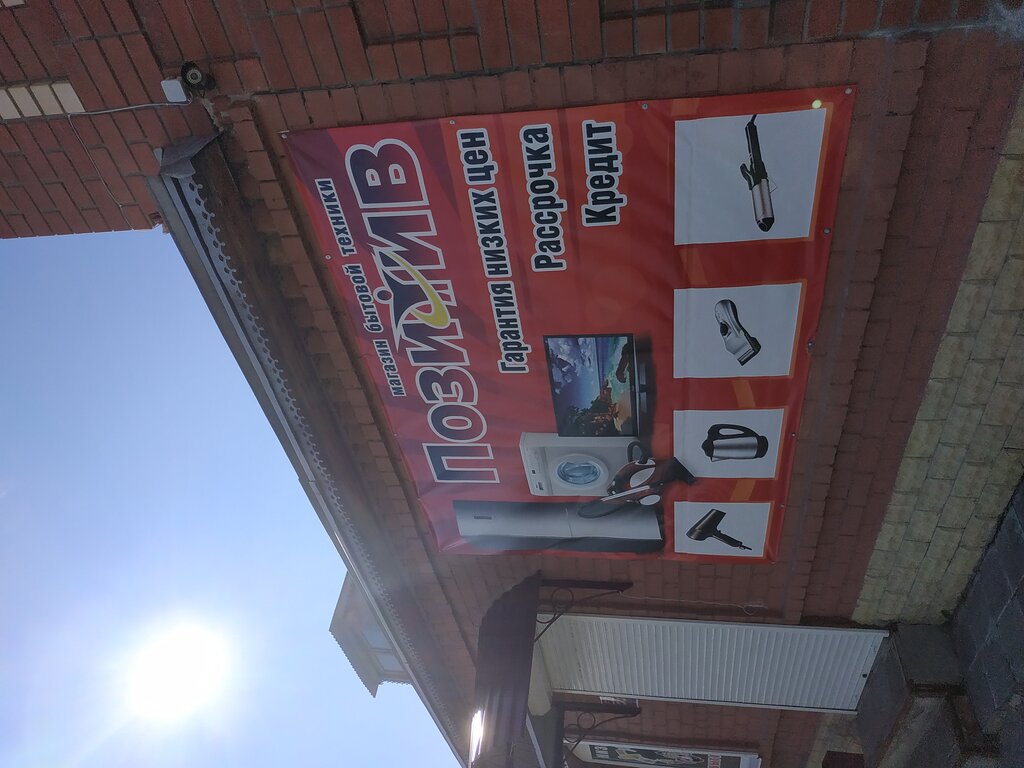 магазин бытовой техники
ПОЗИТИВ
Гарантия низких цен
Рассрочка
Кредит